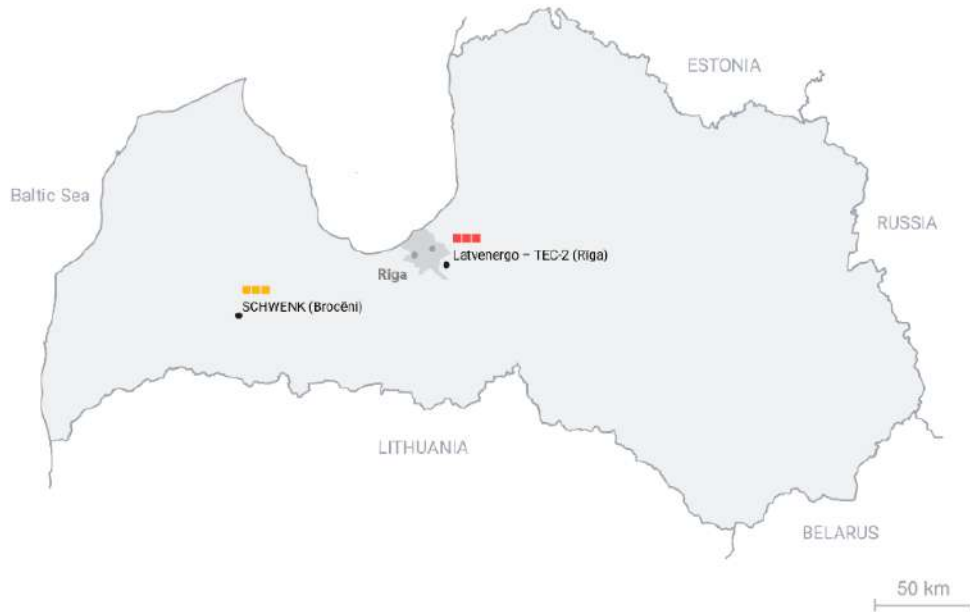 ESTONIA
Baltic Sea
RUSSIA
Latvenergo – TEC-2 (Riga)
Riga
SCHWENK (Brocēni)
LITHUANIA
BELARUS
50 km